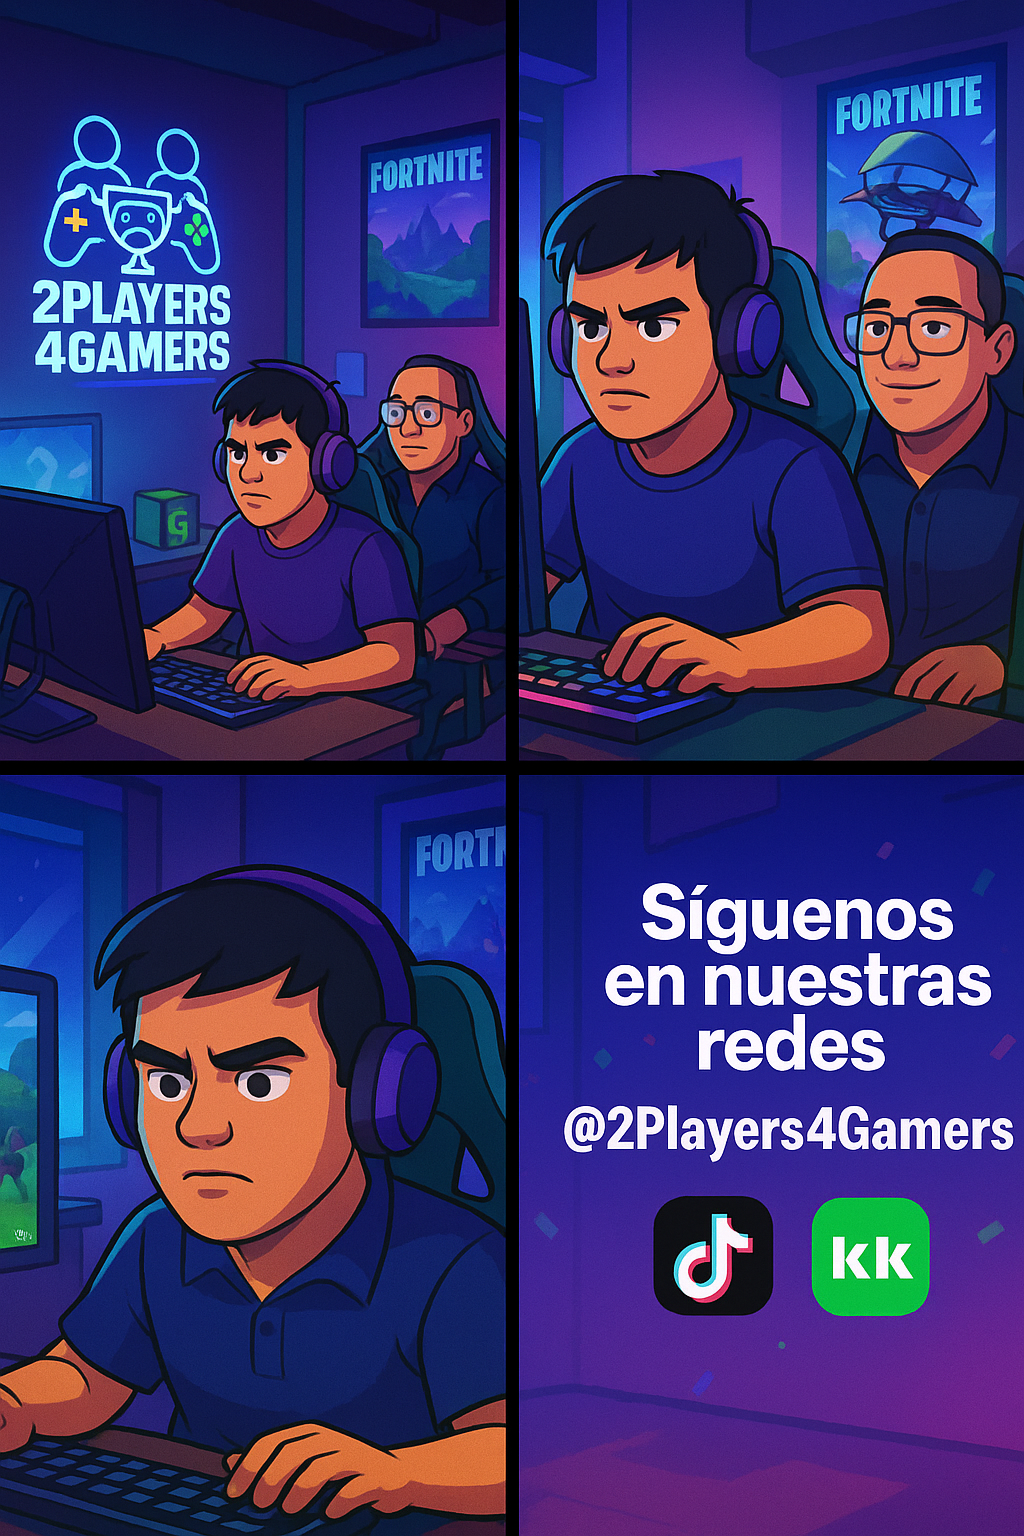 2PLAYERS
4GAMERS
FORTNITE
G
FORTNITE
FORT
Síguenos
en nuestras
redes
@2Players4Gamers
kk